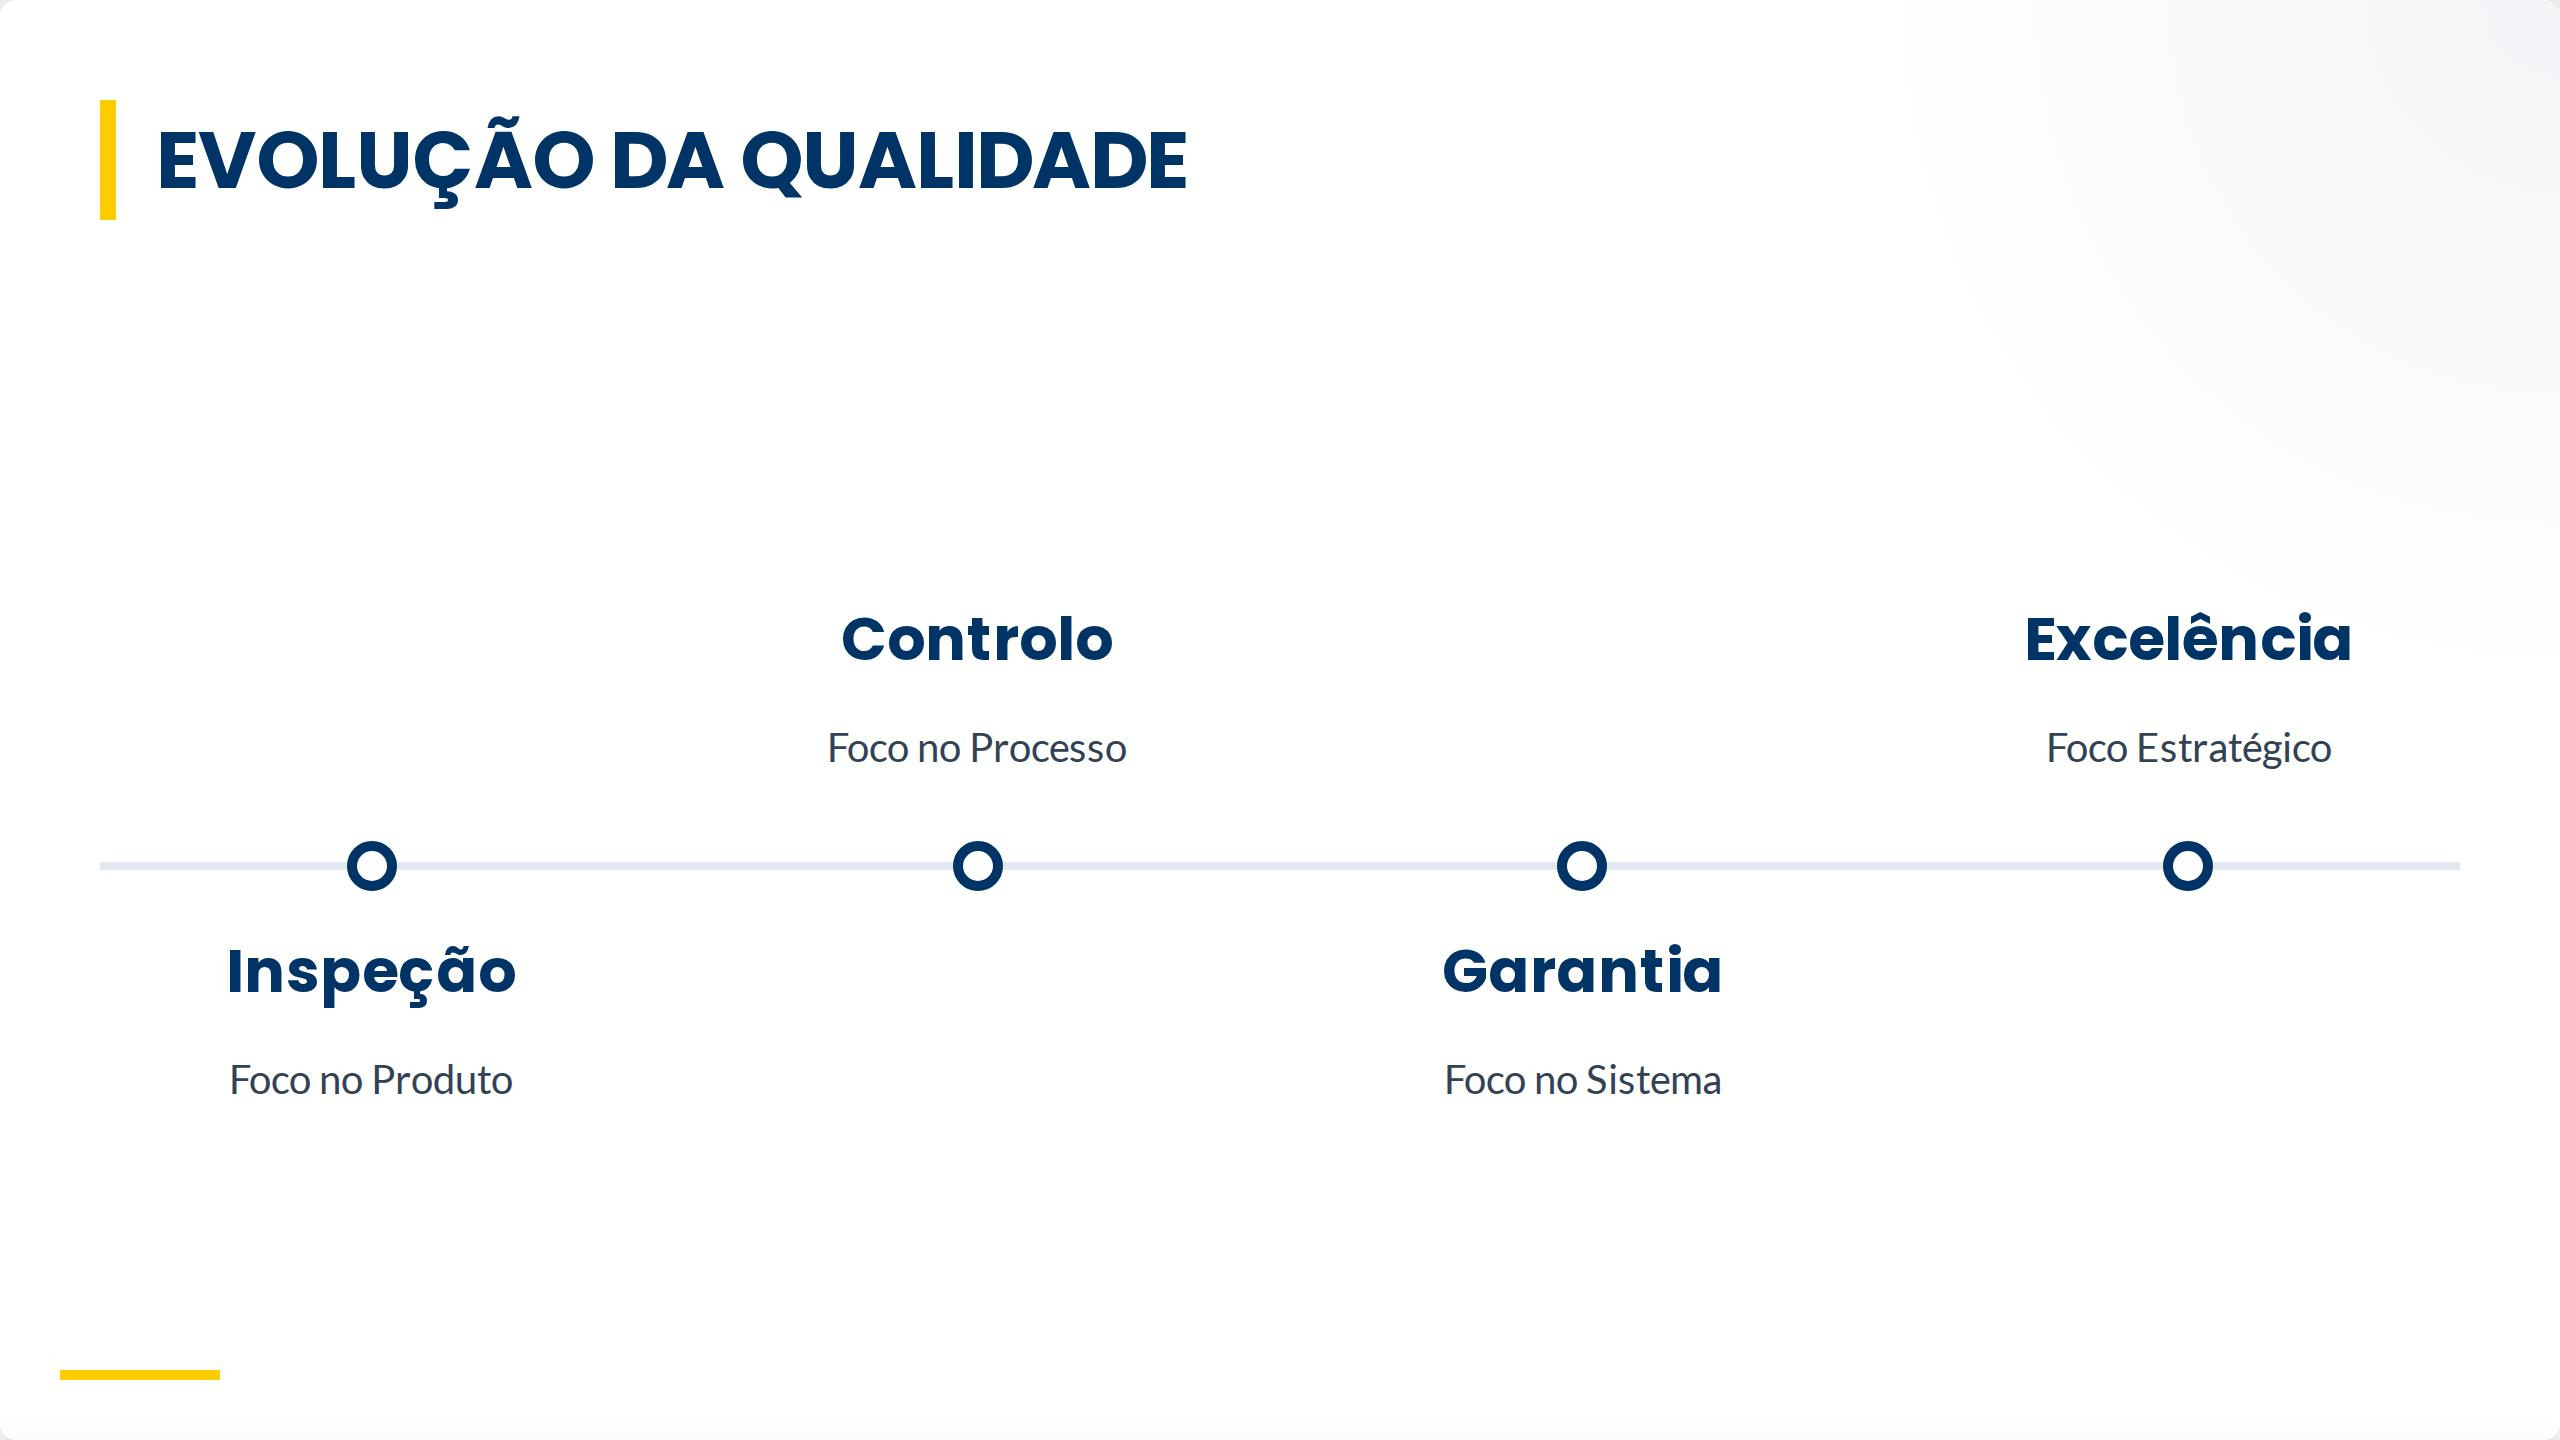 EVOLUÇÃO DA QUALIDADE
Inspeção
Foco no Produto
Controlo
Foco no Processo
Garantia
Foco no Sistema
Excelência
Foco Estratégico